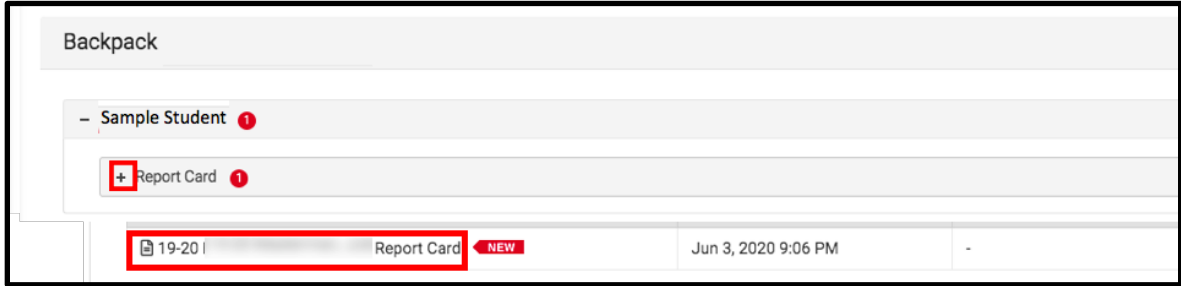 Backpack
– Sample Student 1
+ Report Card 1
19-20 Report Card NEW Jun 3, 2020 9:06 PM -